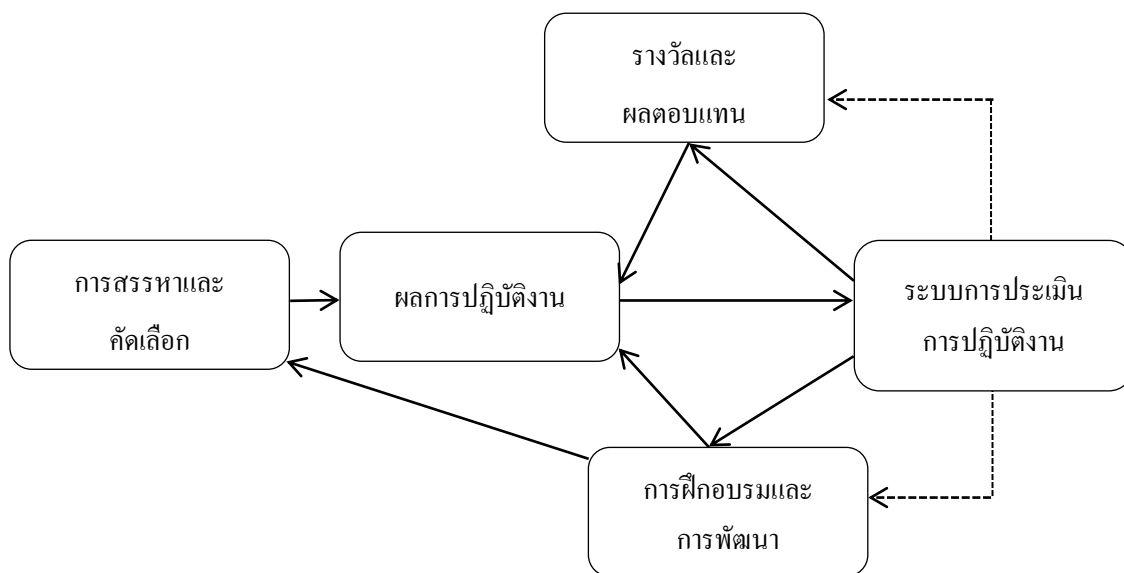 รางวัลและ
ผลตอบแทน
การสรรหาและ
คัดเลือก
ผลการปฏิบัติงาน
ระบบการประเมิน
การปฏิบัติงาน
การฝึกอบรมและ
การพัฒนา